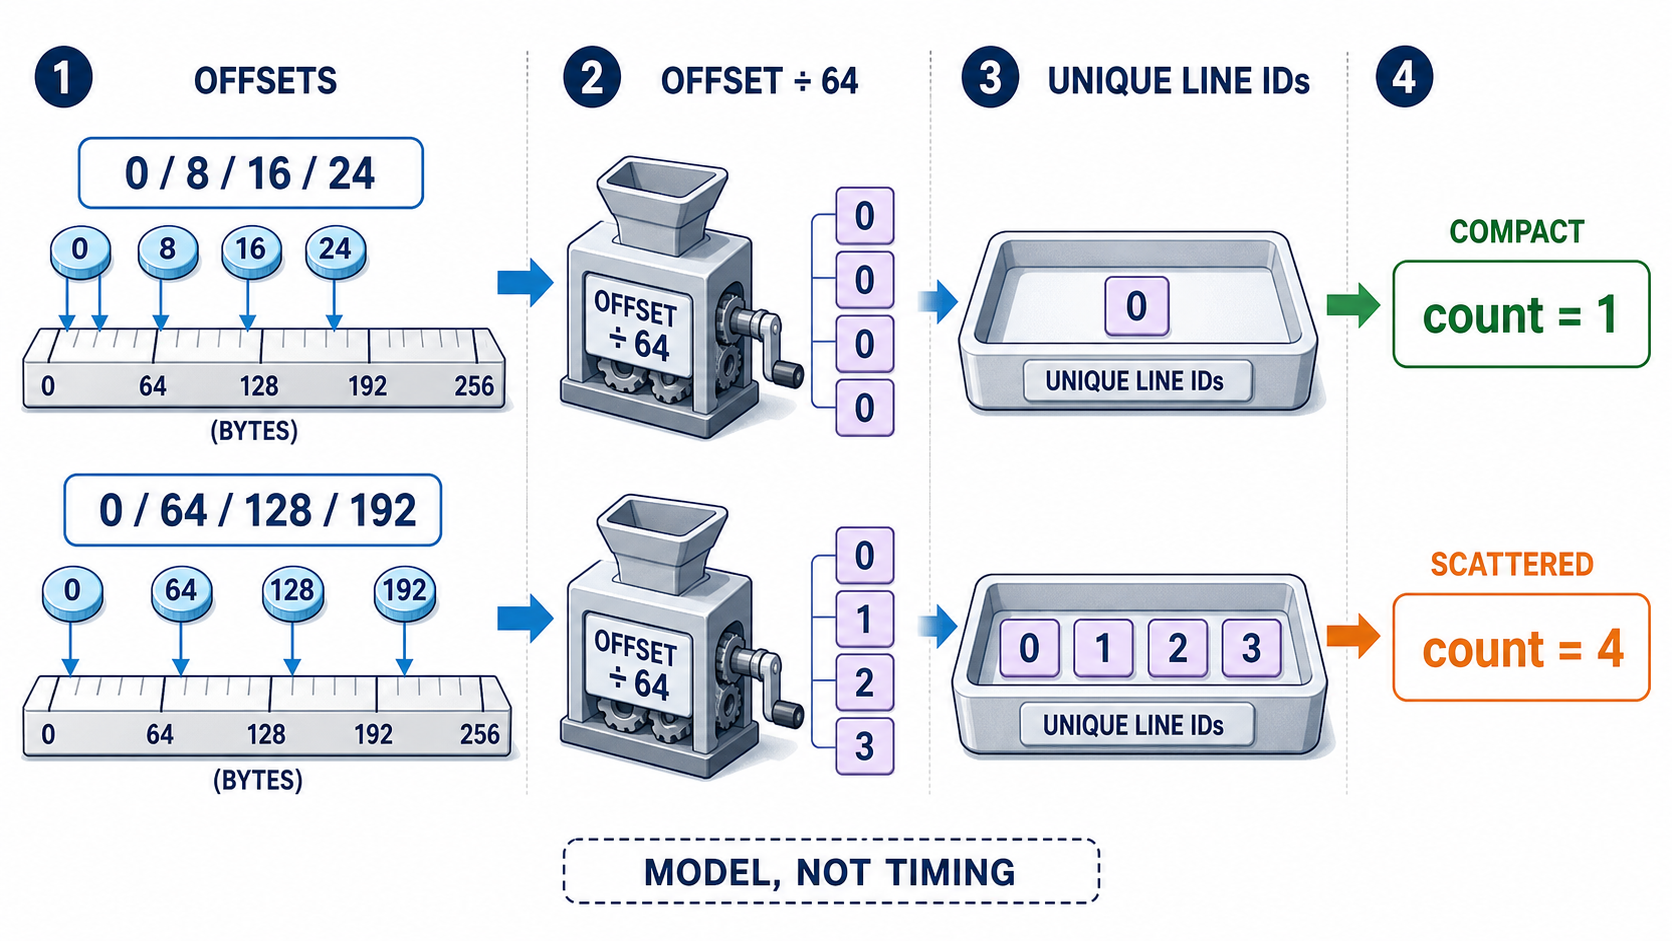 1 OFFSETS
2 OFFSET ÷ 64
3 UNIQUE LINE IDs
4
0 / 8 / 16 / 24
0 8 16 24
0 64 128 192 256
(BYTES)
OFFSET
÷ 64
0
0
0
0
0
UNIQUE LINE IDs
COMPACT
count = 1
0 / 64 / 128 / 192
0 64 128 192
0 64 128 192 256
(BYTES)
OFFSET
÷ 64
0
1
2
3
0 1 2 3
UNIQUE LINE IDs
SCATTERED
count = 4
MODEL, NOT TIMING